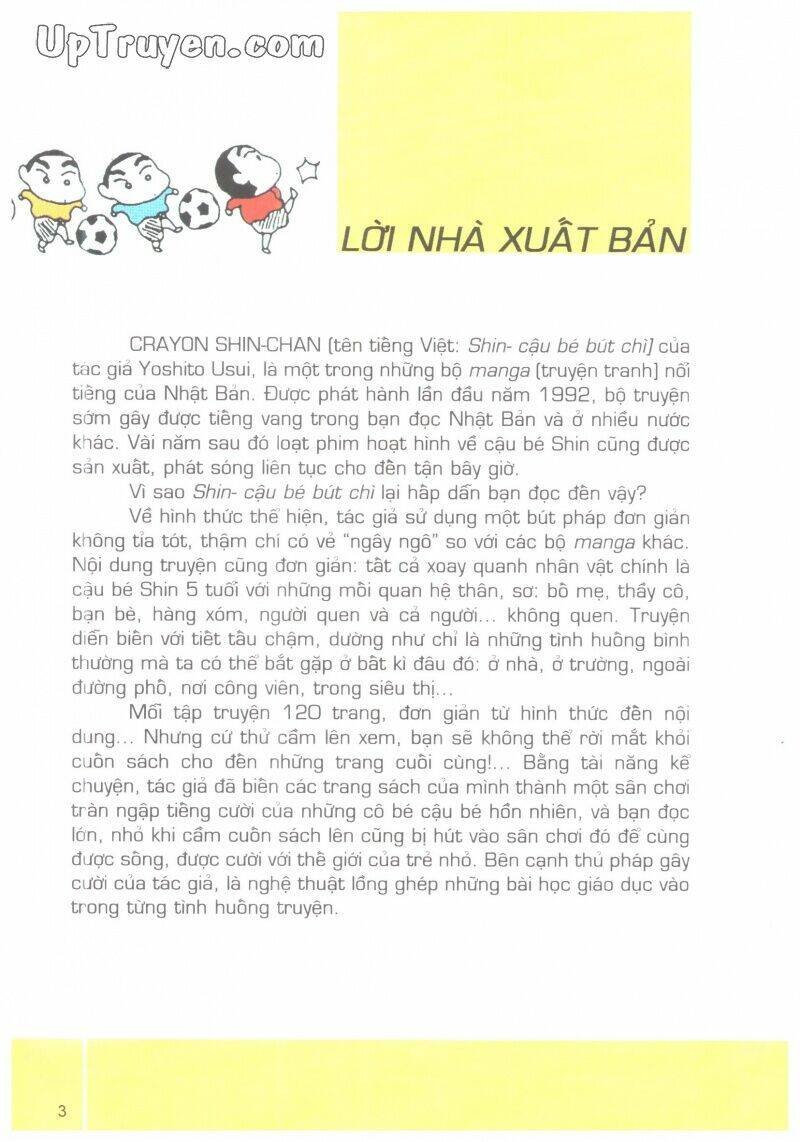 UpTruyen.com
LỜI NHÀ XUẤT BẢN
CRAYON SHIN-CHAN (tên tiếng Việt: Shin- cậu bé bút chì) của
tác giả Yoshito Usui, là một trong những bộ manga (truyện tranh) nổi
tiếng của Nhật Bản. Được phát hành lần đầu năm 1992, bộ truyện
sớm gây được tiếng vang trong bạn đọc Nhật Bản và ở nhiều nước
khác. Vài năm sau đó loạt phim hoạt hình về cậu bé Shin cũng được
sản xuất, phát sóng liên tục cho đến tận bây giờ.
Vì sao Shin- cậu bé bút chì lại hấp dẫn bạn đọc đến vậy?
Về hình thức thể hiện, tác giả sử dụng một bút pháp đơn giản
không tỉa tót, thậm chí có vẻ "ngây ngô" so với các bộ manga khác.
Nội dung truyện cũng đơn giản: tất cả xoay quanh nhân vật chính là
cậu bé Shin 5 tuổi với những mối quan hệ thân, sơ: bố mẹ, thầy cô,
bạn bè, hàng xóm, người quen và cả người... không quen. Truyện
diễn biến với tiết tấu chậm, dường như chỉ là những tình huống bình
thường mà ta có thể bắt gặp ở bất kì đâu đó: ở nhà, ở trường, ngoài
đường phố, nơi công viên, trong siêu thị...
Mỗi tập truyện 120 trang, đơn giản từ hình thức đến nội
dung... Nhưng cứ thử cầm lên xem, bạn sẽ không thể rời mắt khỏi
cuốn sách cho đến những trang cuối cùng!... Bằng tài năng kể
chuyện, tác giả đã biến các trang sách của mình thành một sân chơi
tràn ngập tiếng cười của những cô bé cậu bé hồn nhiên, và bạn đọc
lớn, nhỏ khi cầm cuốn sách lên cũng bị hút vào sân chơi đó để cùng
được sống, được cười với thế giới của trẻ nhỏ. Bên cạnh thủ pháp gây
cười của tác giả, là nghệ thuật lồng ghép những bài học giáo dục vào
trong từng tình huống truyện.
3